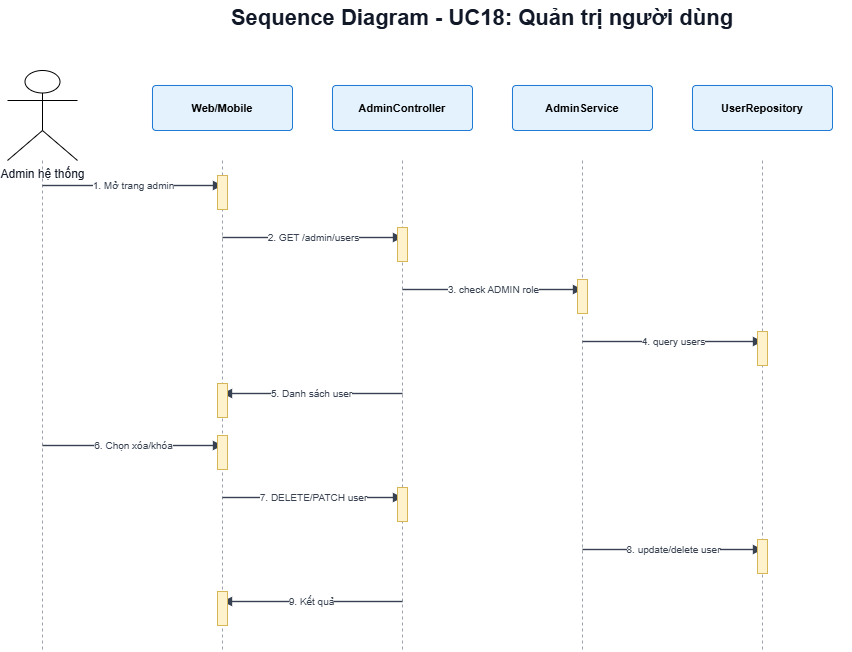 Sequence Diagram - UC18: Quản trị người dùng
Web/Mobile
AdminController
AdminService
UserRepository
Admin hệ thống
1. Mở trang admin
2. GET /admin/users
3. check ADMIN role
4. query users
5. Danh sách user
6. Chọn xóa/khóa
7. DELETE/PATCH user
8. update/delete user
9. Kết quả